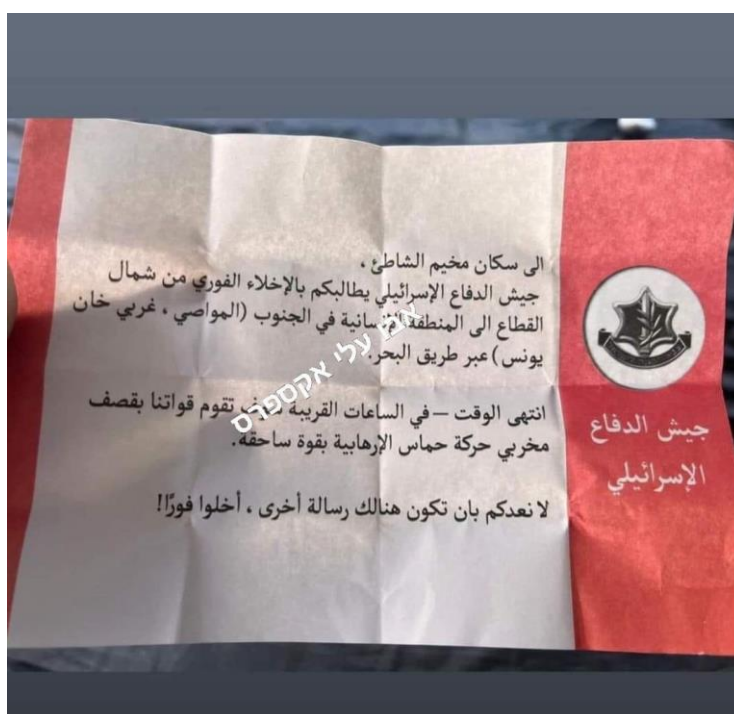 الى سكان مخيم الشاطئ ،
جيش الدفاع الإسرائيلي يطالبكم بالإخلاء الفوري من شمال
القطاع الى المنطقة الإنسانية في الجنوب (المواصي ، غربي خان
يونس) عبر طريق البحر.
انتهى الوقت – في الساعات القريبة سوف تقوم قواتنا بقصف
مخربي حركة حماس الإرهابية بقوة ساحقة.
لا نعدكم بان تكون هنالك رسالة أخرى ، أخلوا فورًا!
جيش الدفاع
الإسرائيلي
אבו עלי אקספרס